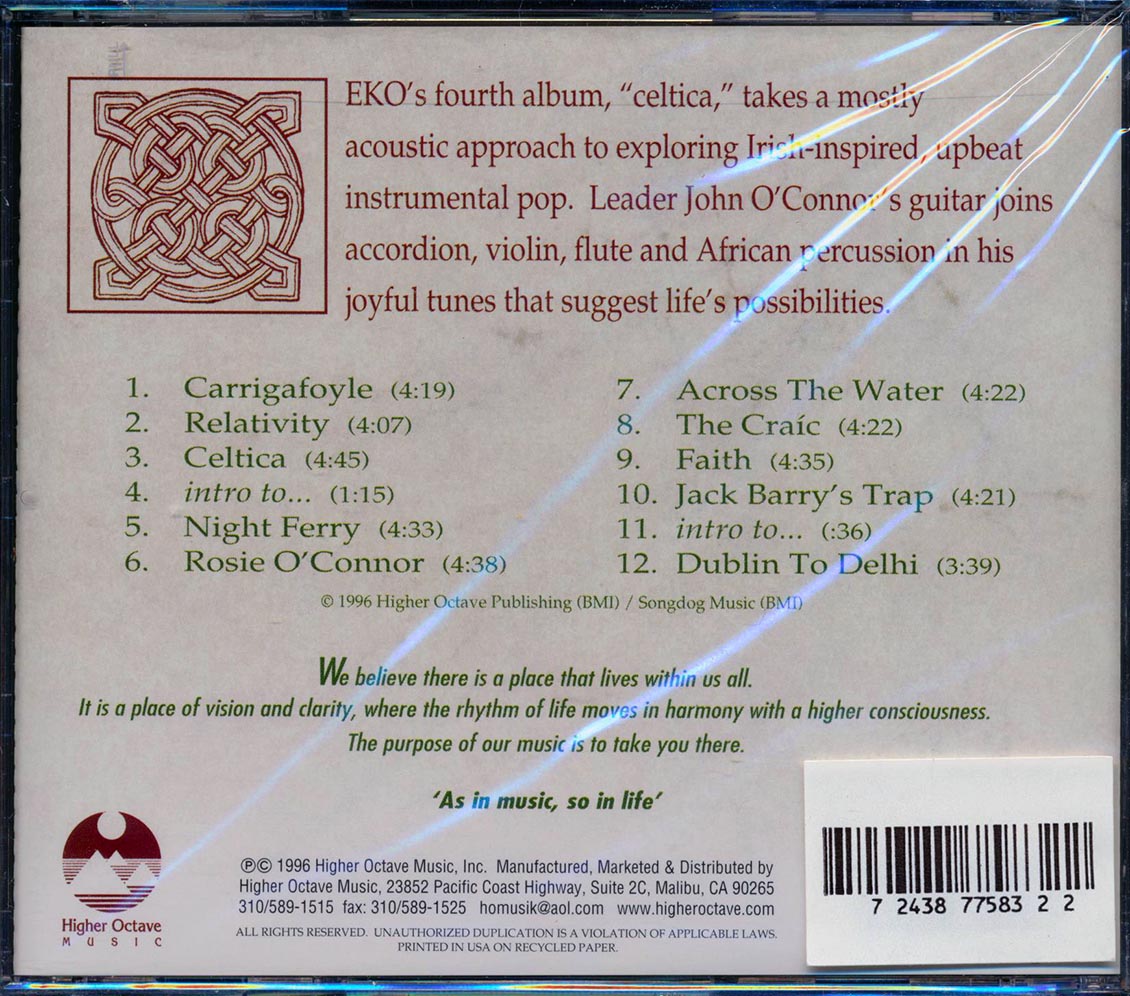 EKO's fourth album, “celtica,” takes a mostly
acoustic approach to exploring Irish-inspired, upbeat
instrumental pop. Leader John O'Connor's guitar joins
accordion, violin, flute and African percussion in his
joyful tunes that suggest life's possibilities.
1. Carrigafoyle (4:19)
2. Relativity (4:07)
3. Celtica (4:45)
4. intro to... (1:15)
5. Night Ferry (4:33)
6. Rosie O'Connor (4:38)
7. Across The Water (4:22)
8. The Craíc (4:22)
9. Faith (4:35)
10. Jack Barry's Trap (4:21)
11. intro to... (:36)
12. Dublin To Delhi (3:39)
© 1996 Higher Octave Publishing (BMI) / Songdog Music (BMI)
We believe there is a place that lives within us all.
It is a place of vision and clarity, where the rhythm of life moves in harmony with a higher consciousness.
The purpose of our music is to take you there.
‘As in music, so in life’
Higher Octave
MUSIC
℗© 1996 Higher Octave Music, Inc. Manufactured, Marketed & Distributed by
Higher Octave Music, 23852 Pacific Coast Highway, Suite 2C, Malibu, CA 90265
310/589-1515 fax: 310/589-1525 homusik@aol.com www.higheroctave.com
ALL RIGHTS RESERVED. UNAUTHORIZED DUPLICATION IS A VIOLATION OF APPLICABLE LAWS.
PRINTED IN USA ON RECYCLED PAPER.
7 24387 77583 2 2